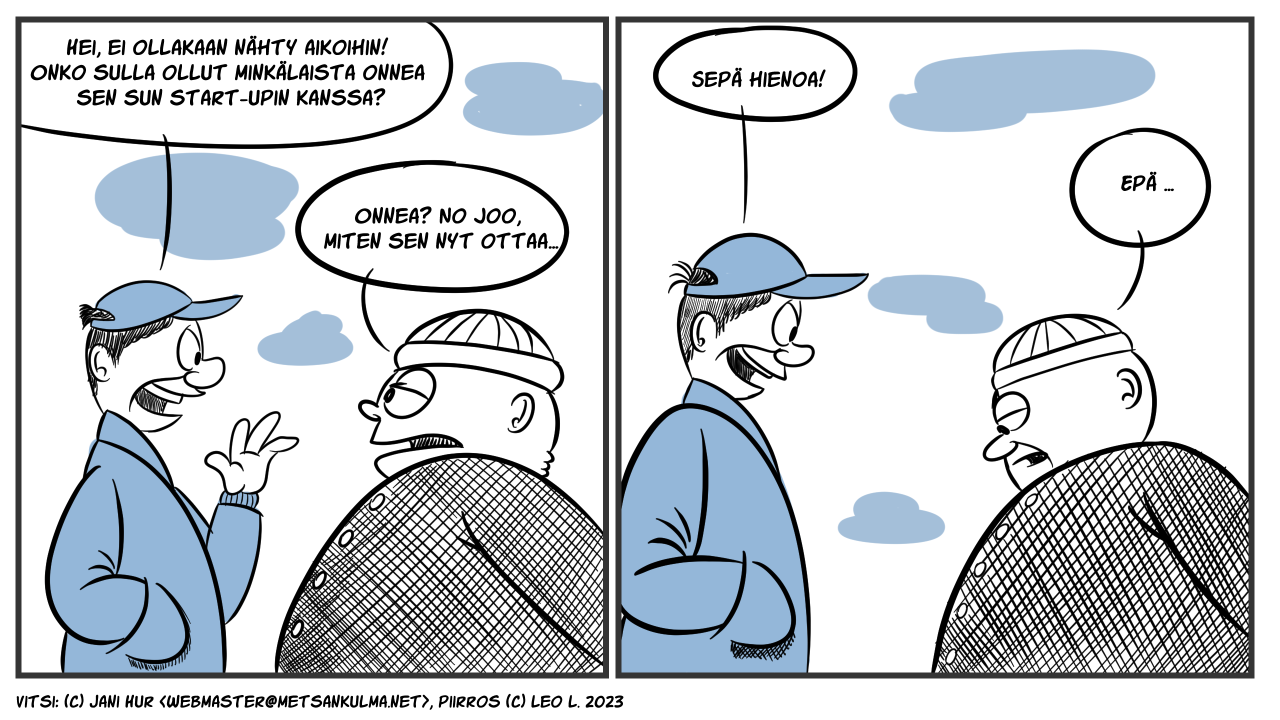 HEI, EI OLLAKAAN NÄHTY AIKOIHIN!
ONKO SULLA OLLUT MINKÄLAISTA ONNEA
SEN SUN START-UPIN KANSSA?
ONNEA? NO JOO,
MITEN SEN NYT OTTAA...
SEPÄ HIENOA!
EPÄ ...
VITSI: (C) JANI HUR <WEBMASTER@METSANKULMA.NET>, PIIRROS (C) LEO L. 2023